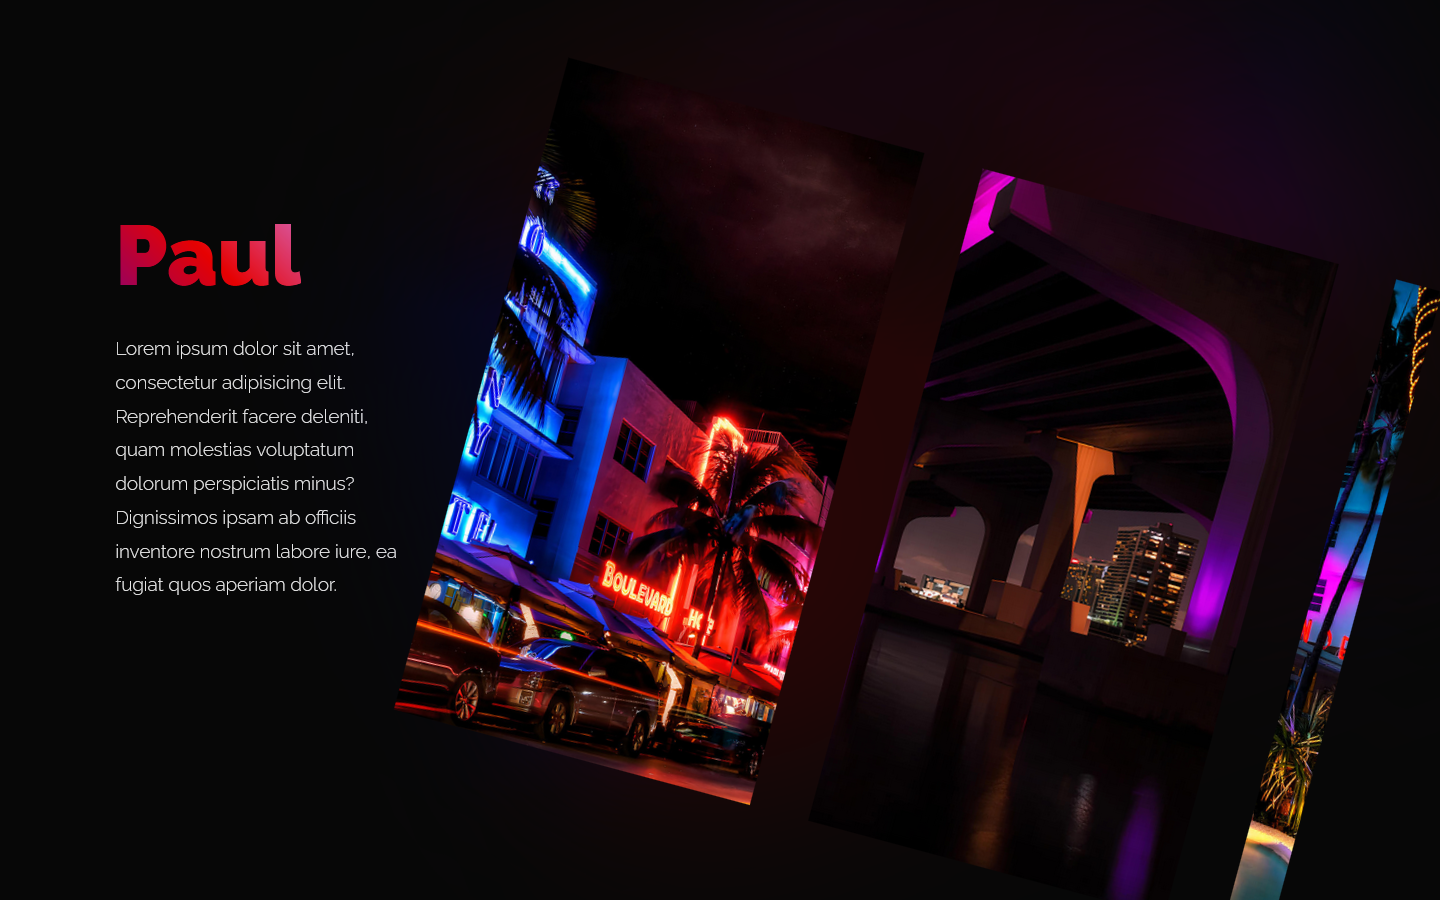 Paul
Lorem ipsum dolor sit amet,
consectetur adipisicing elit.
Reprehenderit facere deleniti,
quam molestias voluptatum
dolorum perspiciatis minus?
Dignissimos ipsam ab officiis
inventore nostrum labore iure, ea
fugiat quos aperiam dolor.
BOULEVARD